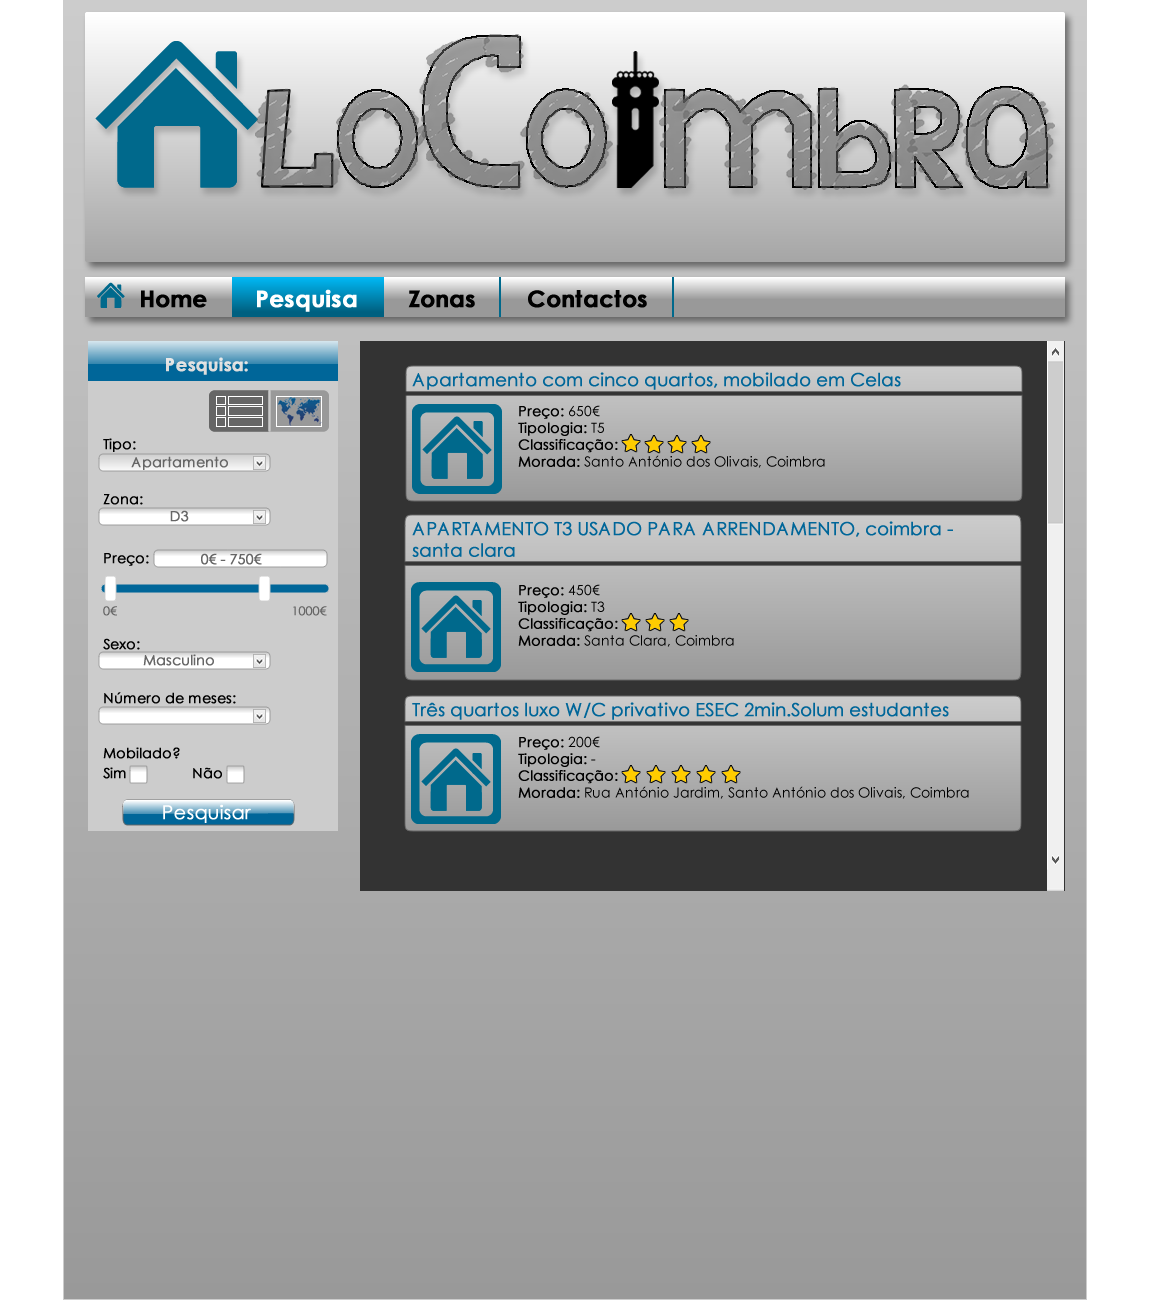 LoCoimbra
Home Pesquisa Zonas Contactos
Pesquisa:
Tipo:
Apartamento
Zona:
D3
Preço: 0€ - 750€
0€ 1000€
Sexo:
Masculino
Número de meses:
Mobilado?
Sim Não
Pesquisar
Apartamento com cinco quartos, mobilado em Celas
Preço: 650€
Tipologia: T5
Classificação:
Morada: Santo António dos Olivais, Coimbra
APARTAMENTO T3 USADO PARA ARRENDAMENTO, coimbra -
santa clara
Preço: 450€
Tipologia: T3
Classificação:
Morada: Santa Clara, Coimbra
Três quartos luxo W/C privativo ESEC 2min.Solum estudantes
Preço: 200€
Tipologia: -
Classificação:
Morada: Rua António Jardim, Santo António dos Olivais, Coimbra